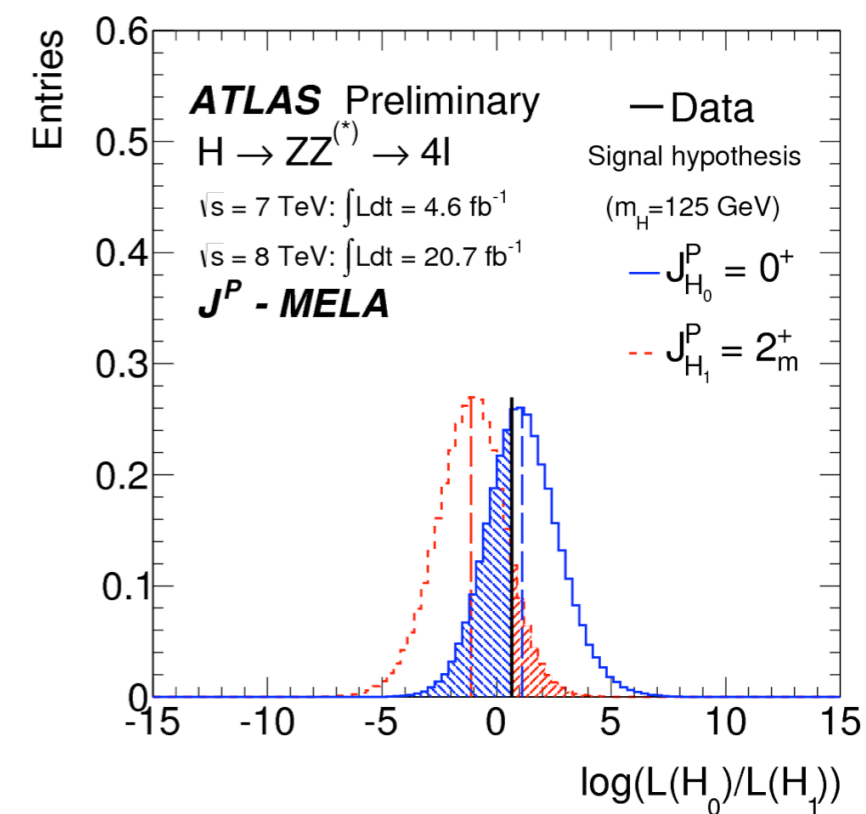 Entries
0.6
0.5
0.4
0.3
0.2
0.1
0
ATLAS Preliminary
H → ZZ(*) → 4l
√s = 7 TeV: ∫Ldt = 4.6 fb-1
√s = 8 TeV: ∫Ldt = 20.7 fb-1
JP - MELA
Data
Signal hypothesis
(mH=125 GeV)
JPH0 = 0+
JPH1 = 2+m
-15 -10 -5 0 5 10 15
log(L(H0)/L(H1))